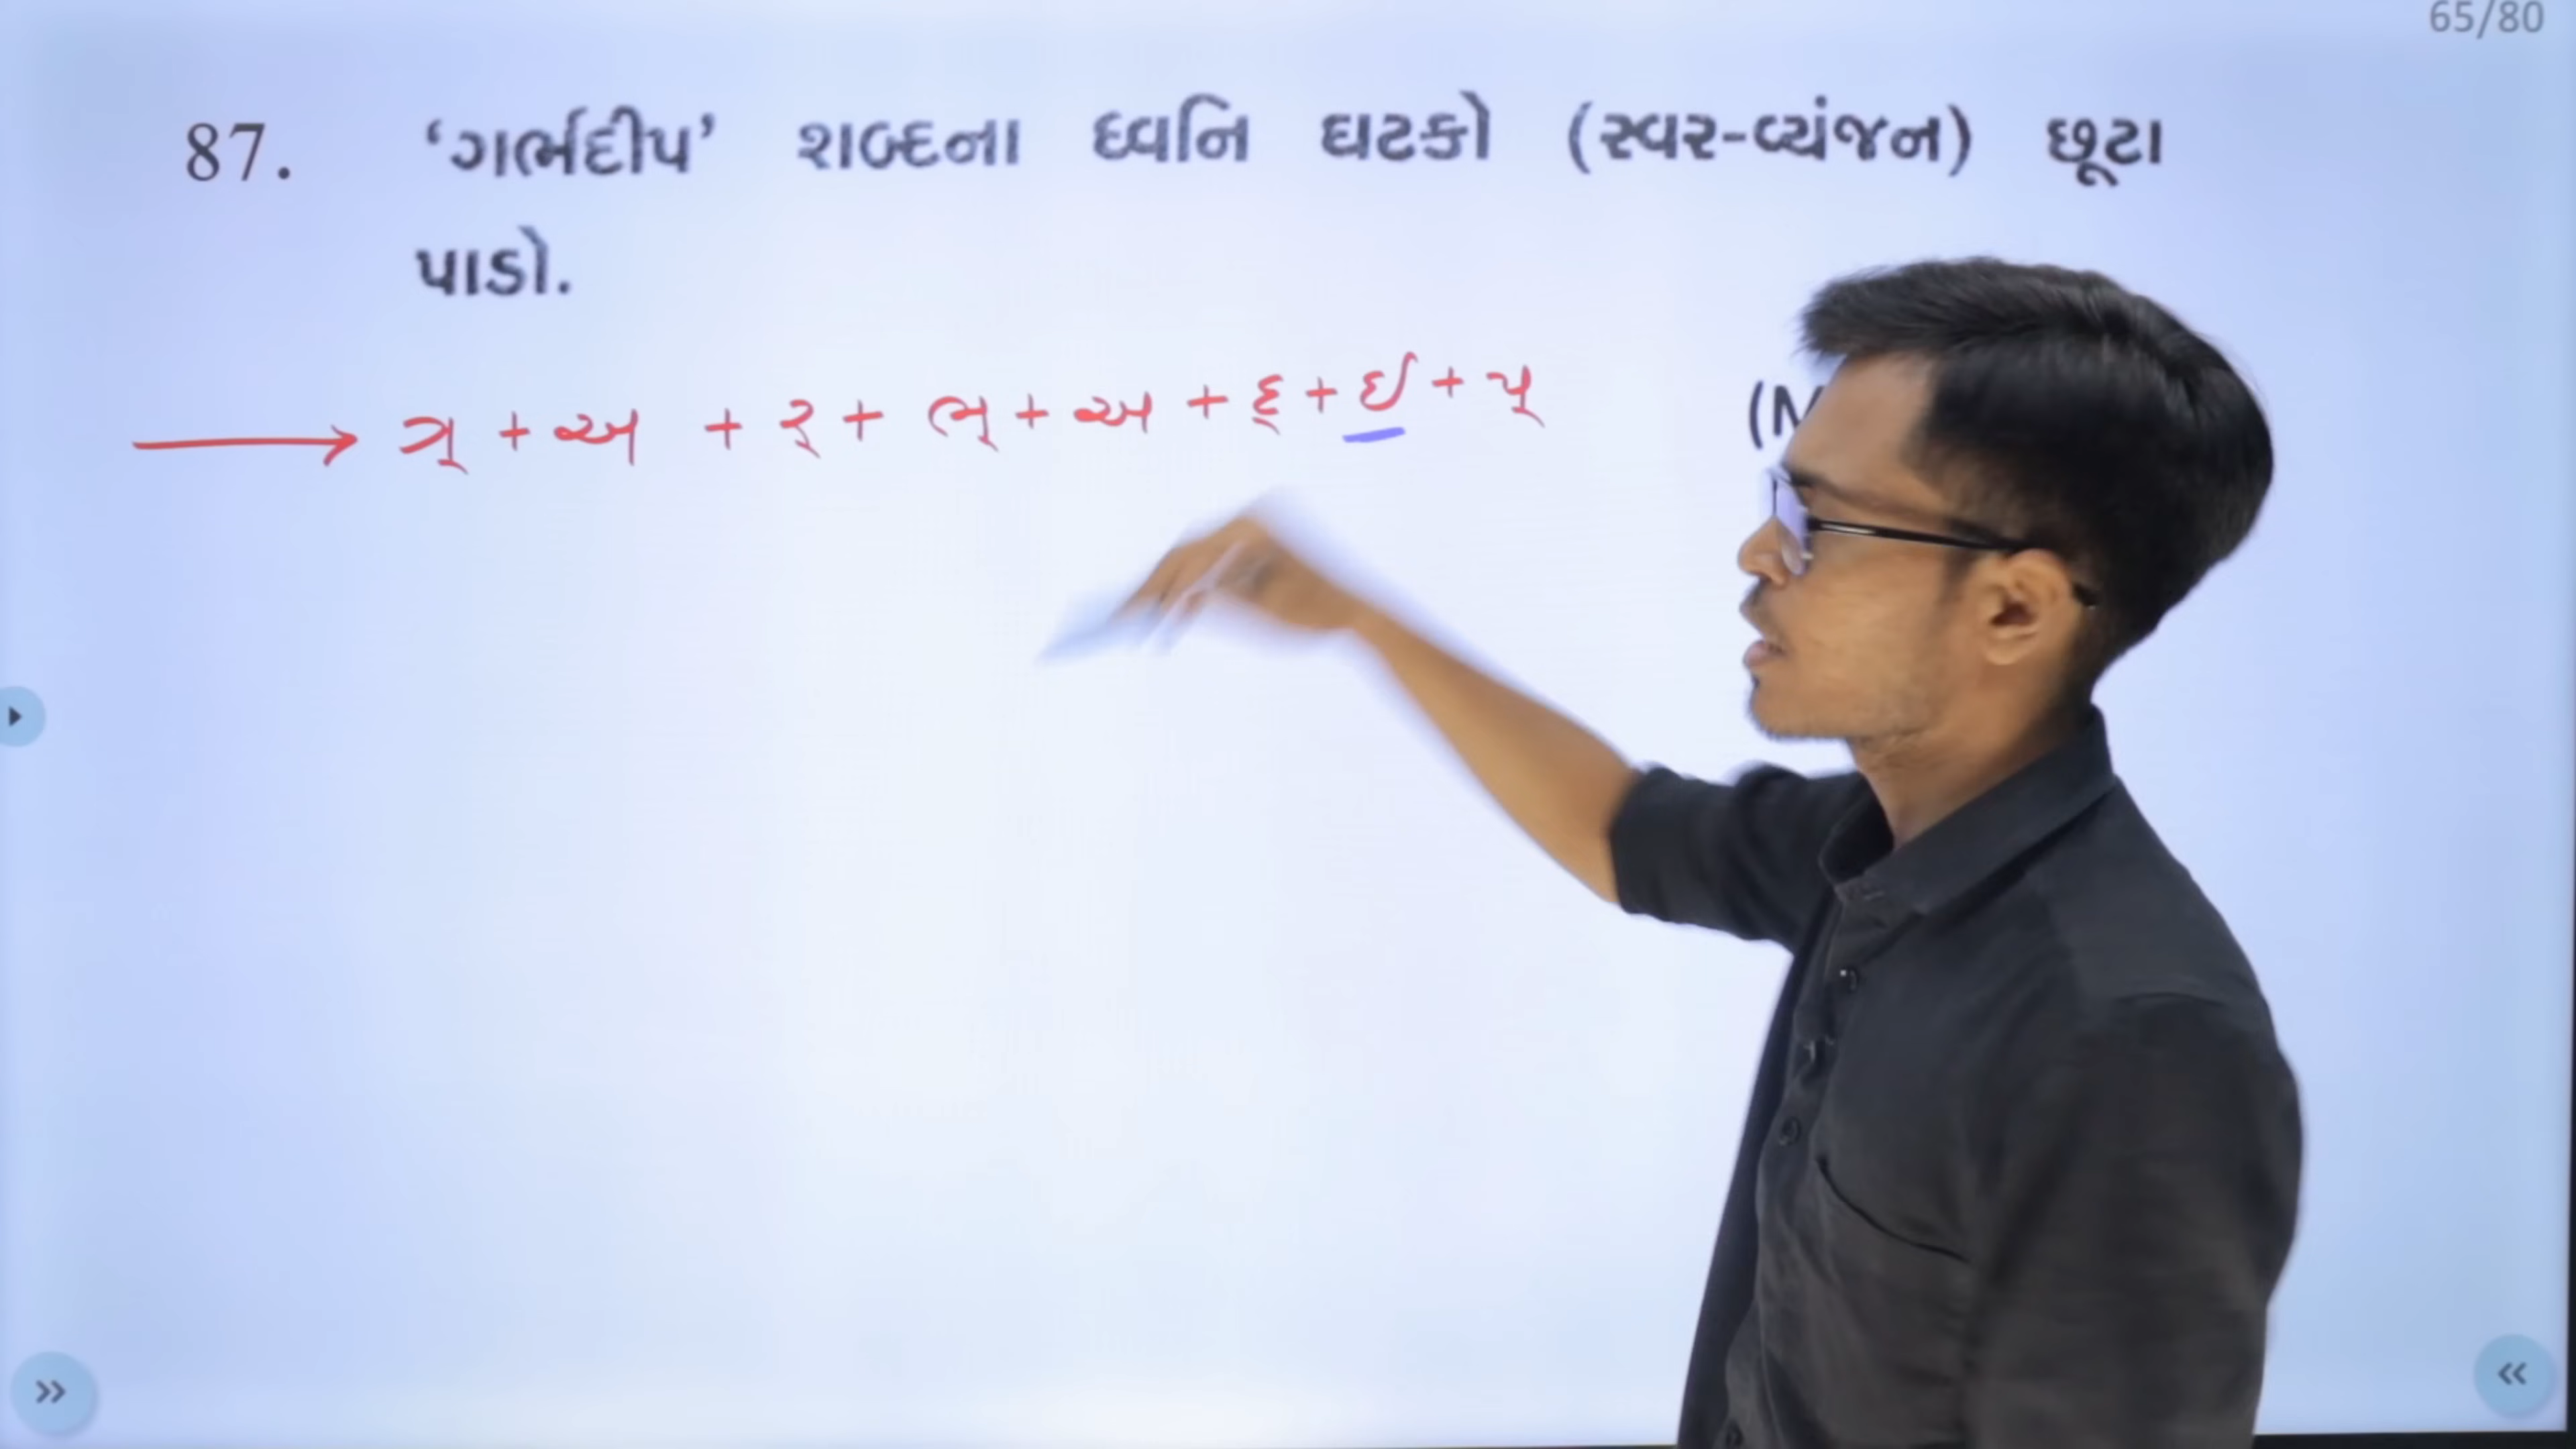 65/80
87. ‘ગર્ભદીપ’ શબ્દના ધ્વનિ ઘટકો (સ્વર-વ્યંજન) છૂટા
પાડો.
→ ગ્ + અ + ર્ + ભ્ + અ + દ્ + ઈ + પ્